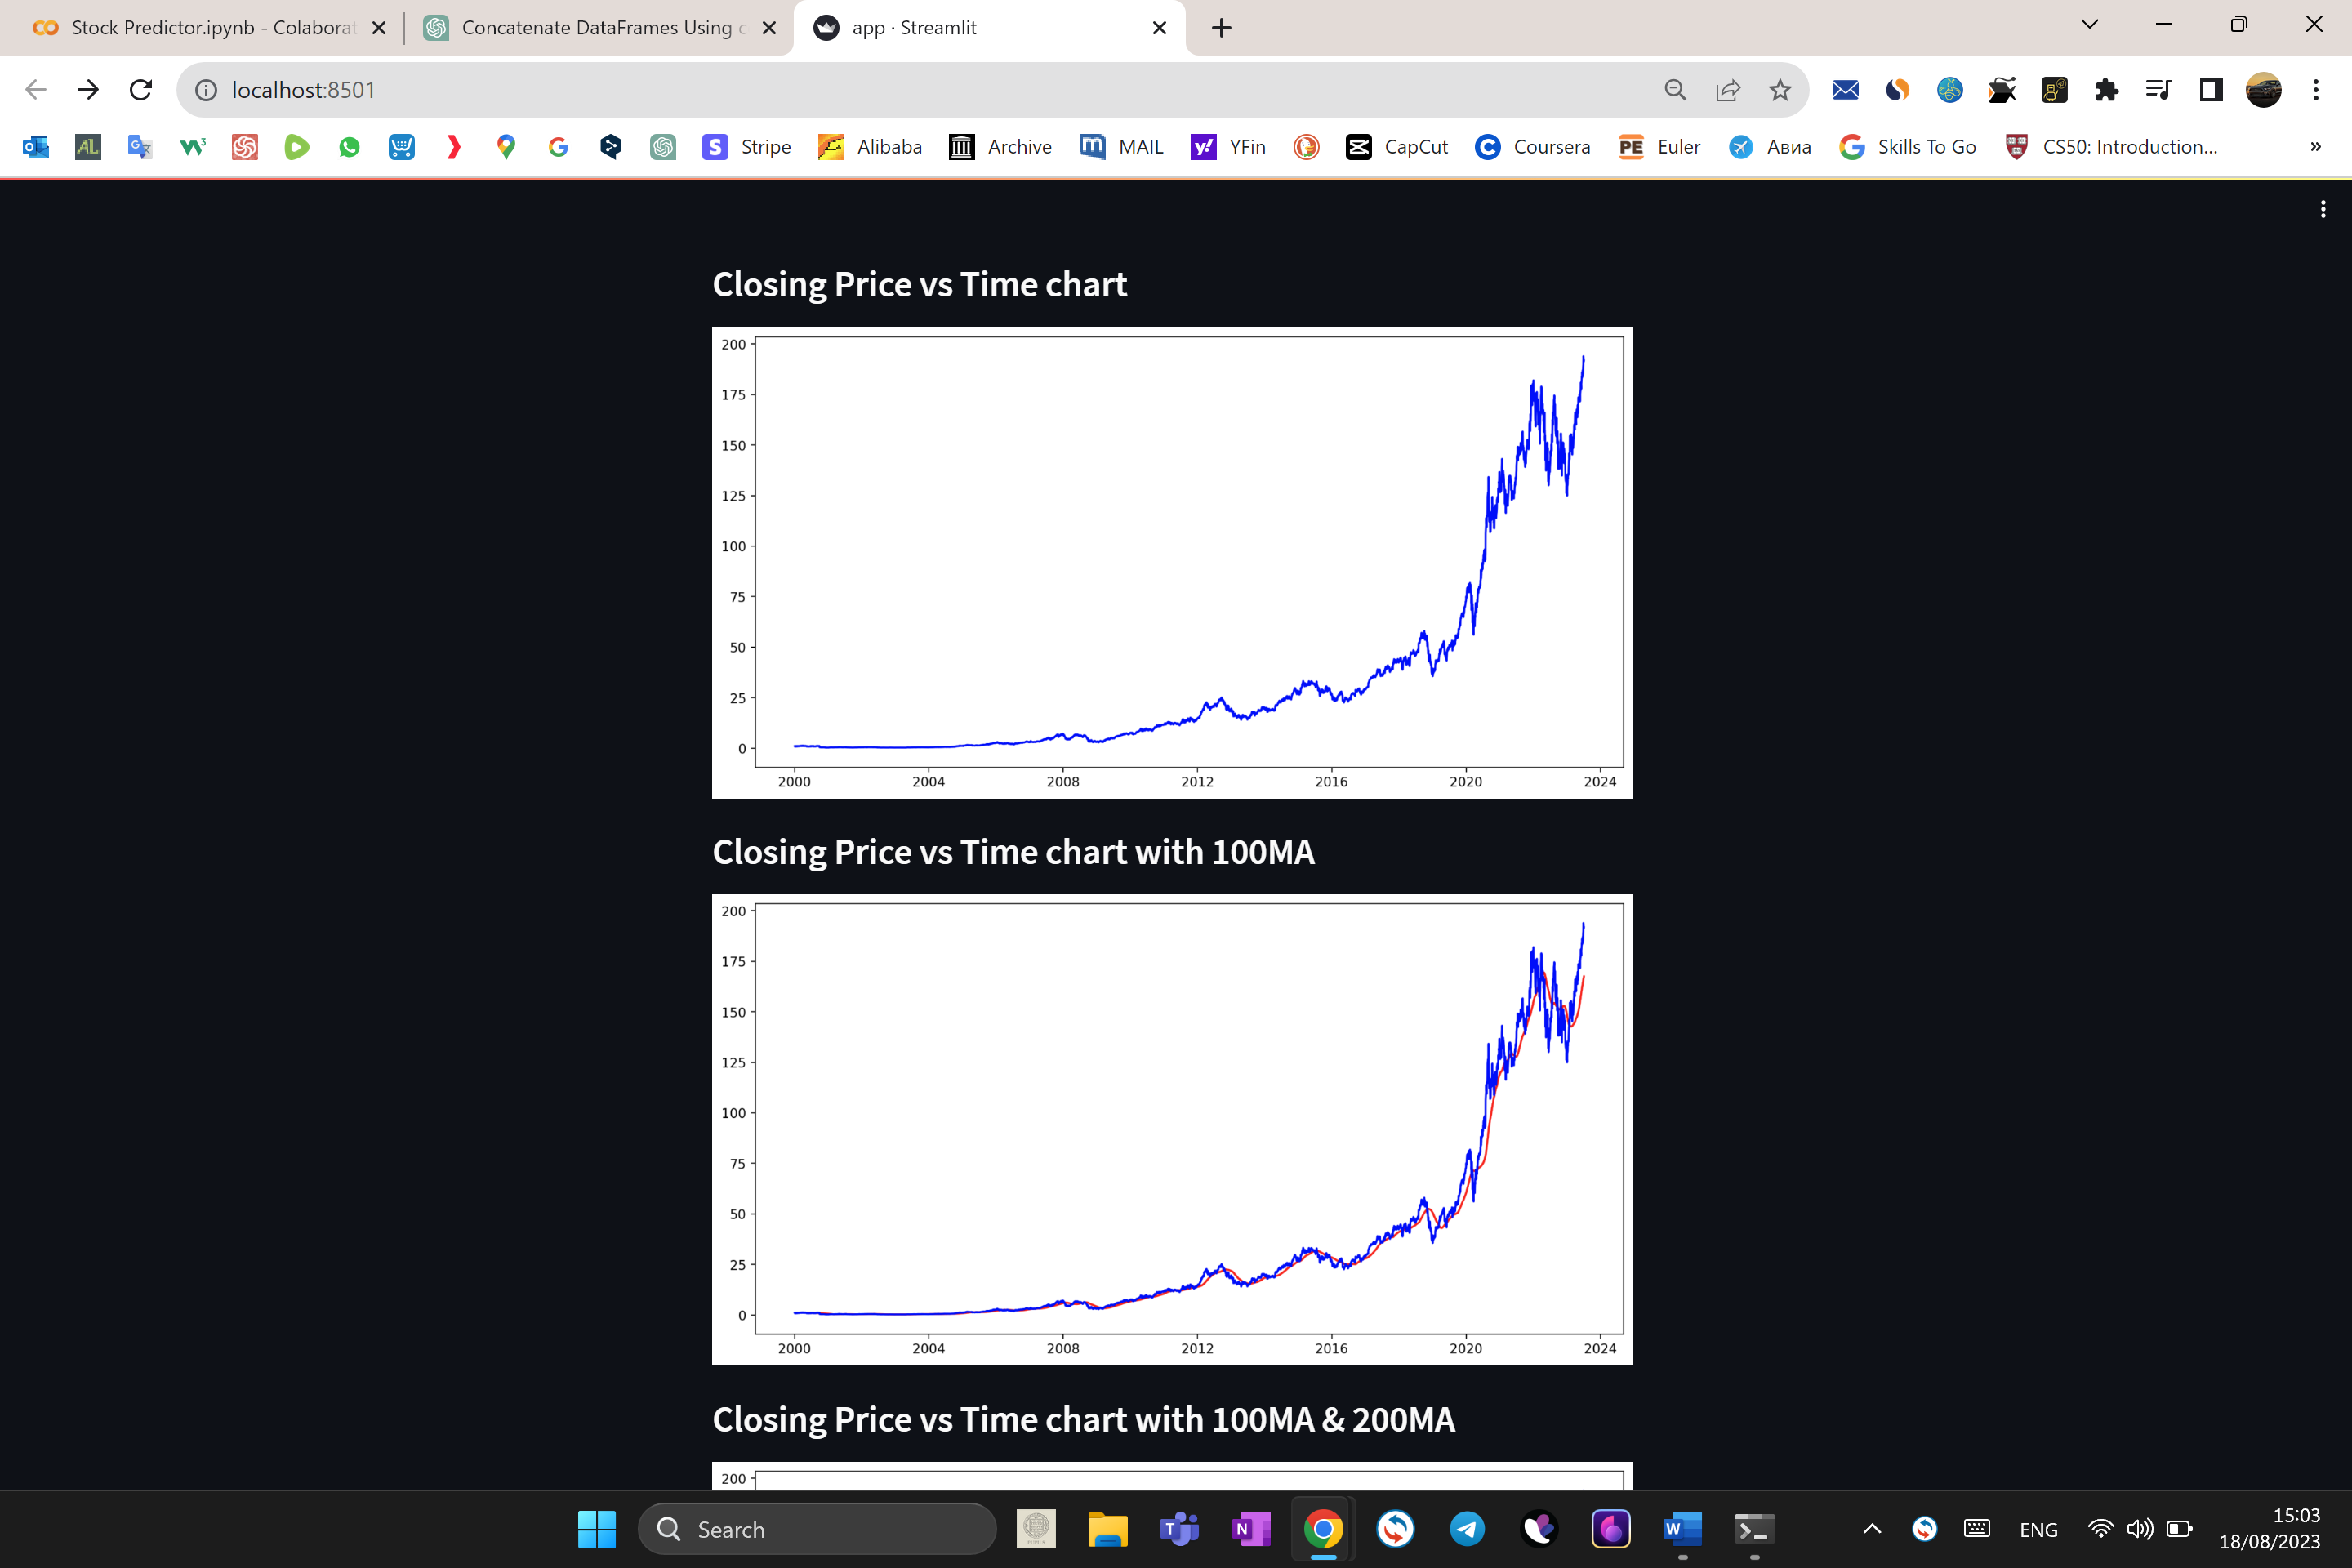 Stock Predictor.ipynb - Colaborat
Concatenate DataFrames Using c
app · Streamlit
localhost:8501
Stripe
Alibaba
Archive
MAIL
YFin
CapCut
Coursera
PE Euler
Авиа
Skills To Go
CS50: Introduction...
»
Closing Price vs Time chart
200
175
150
125
100
75
50
25
0
2000 2004 2008 2012 2016 2020 2024
Closing Price vs Time chart with 100MA
200
175
150
125
100
75
50
25
0
2000 2004 2008 2012 2016 2020 2024
Closing Price vs Time chart with 100MA & 200MA
200
Search
ENG
15:03
18/08/2023